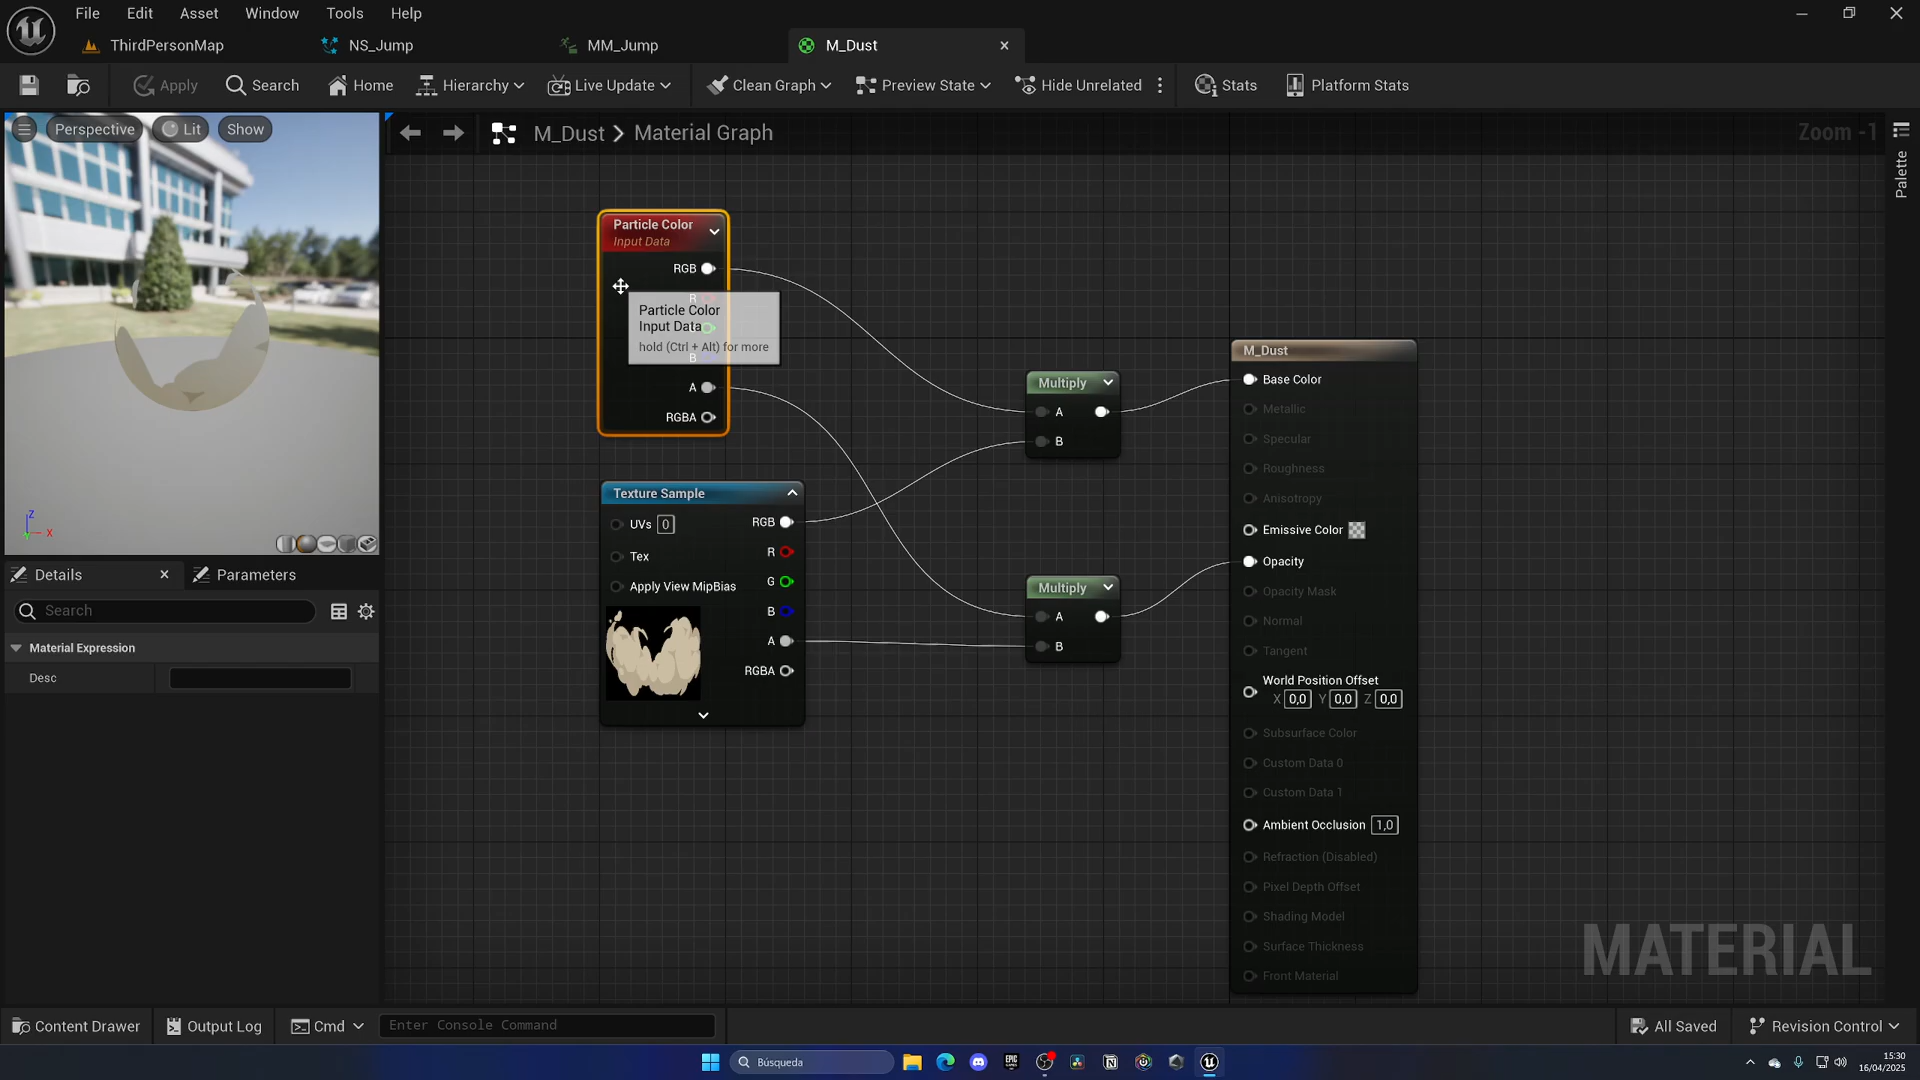 File Edit Asset Window Tools Help
ThirdPersonMap NS_Jump MM_Jump M_Dust
Apply Search Home Hierarchy Live Update Clean Graph Preview State Hide Unrelated Stats Platform Stats
Perspective Lit Show
M_Dust > Material Graph
Zoom -1
Palette
Particle Color
Input Data
RGB
R
B
A
RGBA
Particle Color
Input Data
hold (Ctrl + Alt) for more
Texture Sample
UVs 0
Tex
Apply View MipBias
RGB
R
G
B
A
RGBA
Multiply
A
B
Multiply
A
B
M_Dust
Base Color
Metallic
Specular
Roughness
Anisotropy
Emissive Color
Opacity
Opacity Mask
Normal
Tangent
World Position Offset
X 0,0 Y 0,0 Z 0,0
Subsurface Color
Custom Data 0
Custom Data 1
Ambient Occlusion 1,0
Refraction (Disabled)
Pixel Depth Offset
Shading Model
Surface Thickness
Front Material
MATERIAL
Z
X
Details Parameters
Search
Material Expression
Desc
Content Drawer Output Log Cmd Enter Console Command All Saved Revision Control
Búsqueda
EPIC
15:30
16/04/2025